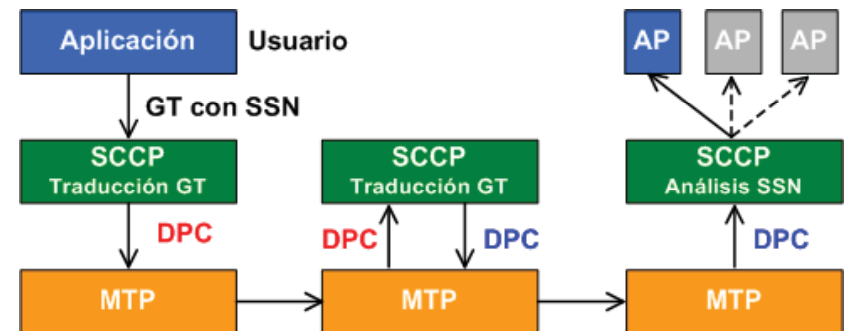 Aplicación
Usuario
AP
AP
AP
GT con SSN
SCCP
Traducción GT
SCCP
Traducción GT
SCCP
Análisis SSN
DPC
DPC
DPC
DPC
MTP
MTP
MTP